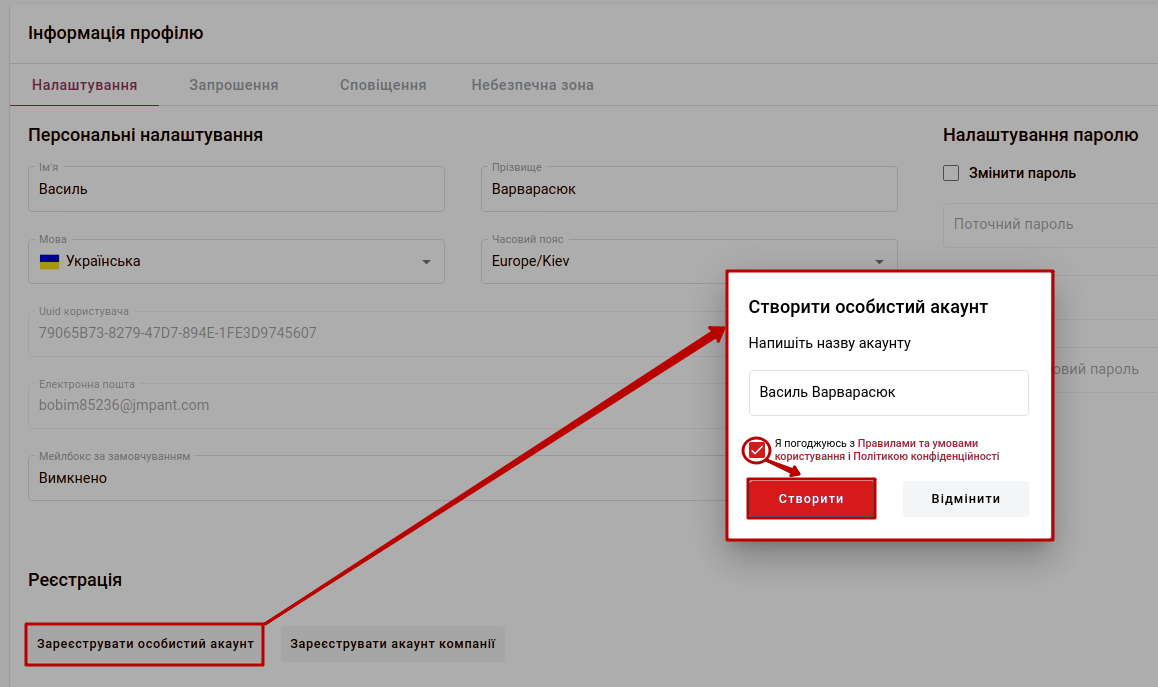 Інформація профілю
Налаштування Запрошення Сповіщення Небезпечна зона
Персональні налаштування
Налаштування паролю
Ім'я
Василь
Прізвище
Варварасюк
Змінити пароль
Поточний пароль
Мова
Українська
Часовий пояс
Europe/Kiev
Uuid користувача
79065B73-8279-47D7-894E-1FE3D9745607
Електронна пошта
bobim85236@jmpant.com
Мейлбокс за замовчуванням
Вимкнено
пароль
Створити особистий акаунт
Напишіть назву акаунту
Василь Варварасюк
Я погоджуюсь з Правилами та умовами
користування і Політикою конфіденційності
Створити Відмінити
Реєстрація
Зареєструвати особистий акаунт Зареєструвати акаунт компанії